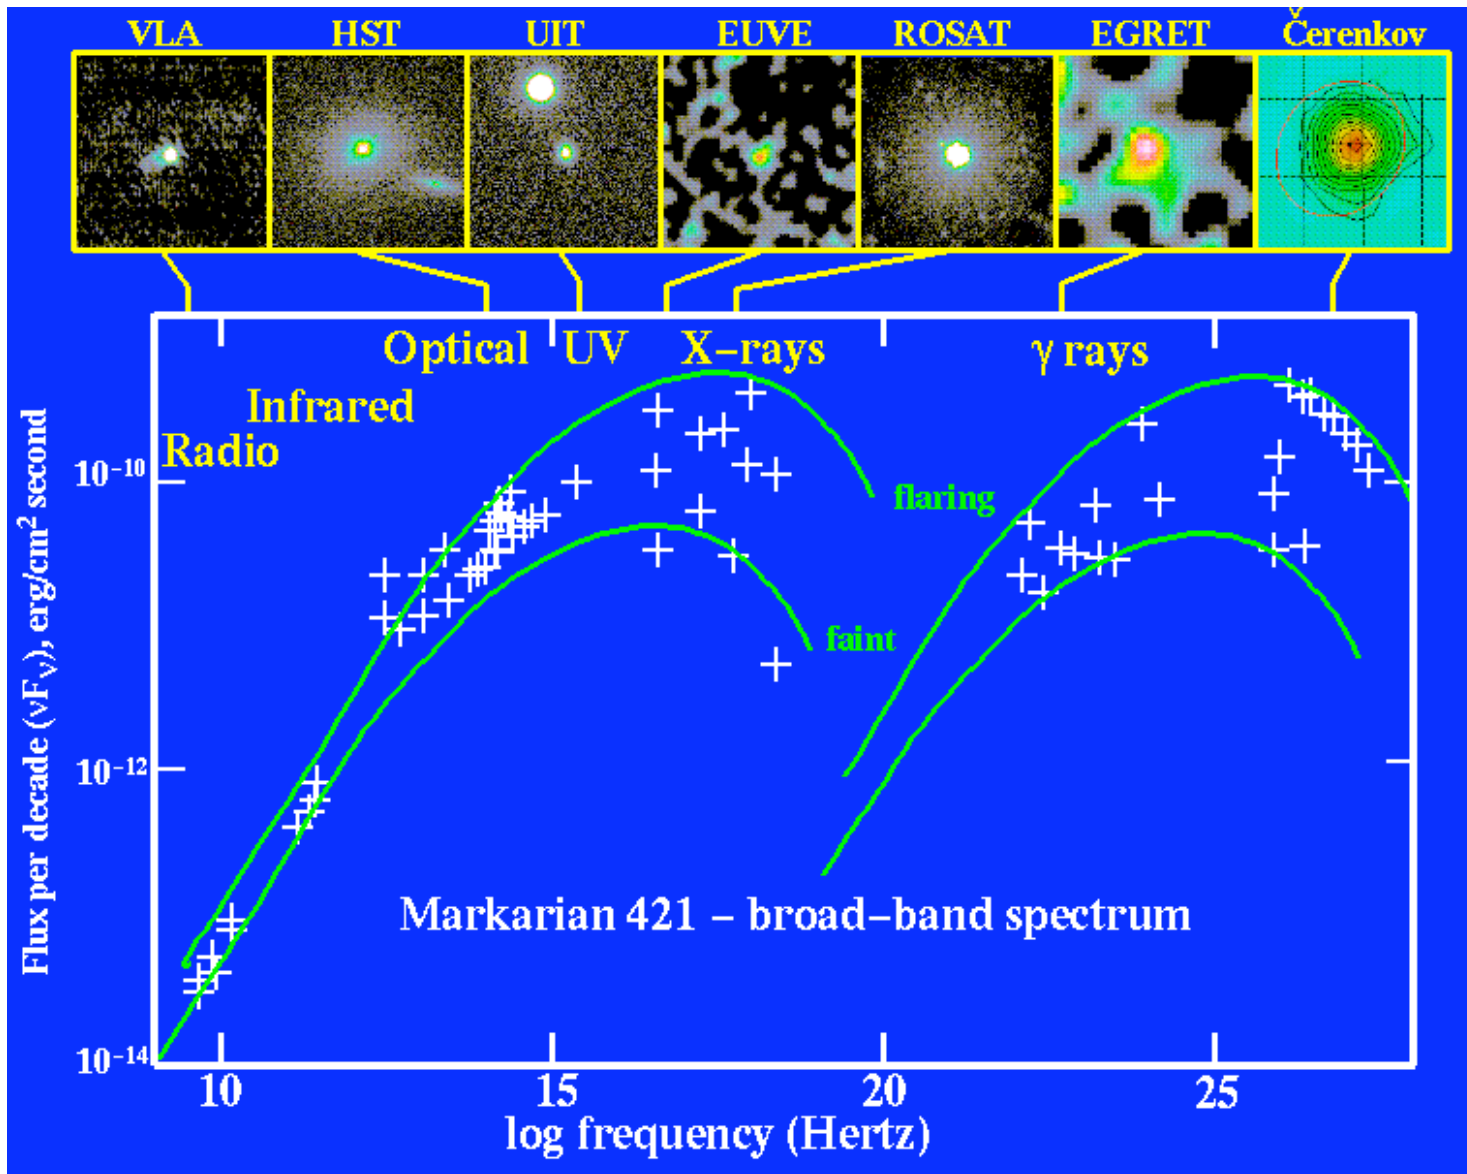 VLA HST UIT EUVE ROSAT EGRET Čerenkov
Optical UV X-rays γ rays
Infrared
Radio
10⁻¹⁰
flaring
faint
10⁻¹²
Markarian 421 – broad-band spectrum
10⁻¹⁴
10 15 20 25
log frequency (Hertz)
Flux per decade (νFᵥ), erg/cm² second